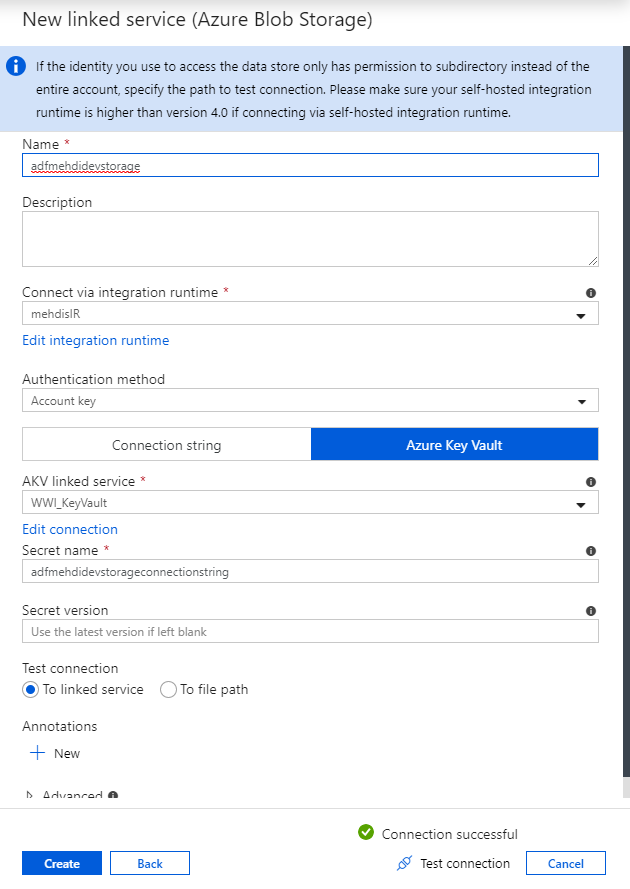 New linked service (Azure Blob Storage)
If the identity you use to access the data store only has permission to subdirectory instead of the
entire account, specify the path to test connection. Please make sure your self-hosted integration
runtime is higher than version 4.0 if connecting via self-hosted integration runtime.
Name *
adfmehdidevstorage
Description
Connect via integration runtime *
mehdisIR
Edit integration runtime
Authentication method
Account key
Connection string Azure Key Vault
AKV linked service *
WWI_KeyVault
Edit connection
Secret name *
adfmehdidevstorageconnectionstring
Secret version
Use the latest version if left blank
Test connection
To linked service To file path
Annotations
New
Advanced
Connection successful
Create Back Test connection Cancel